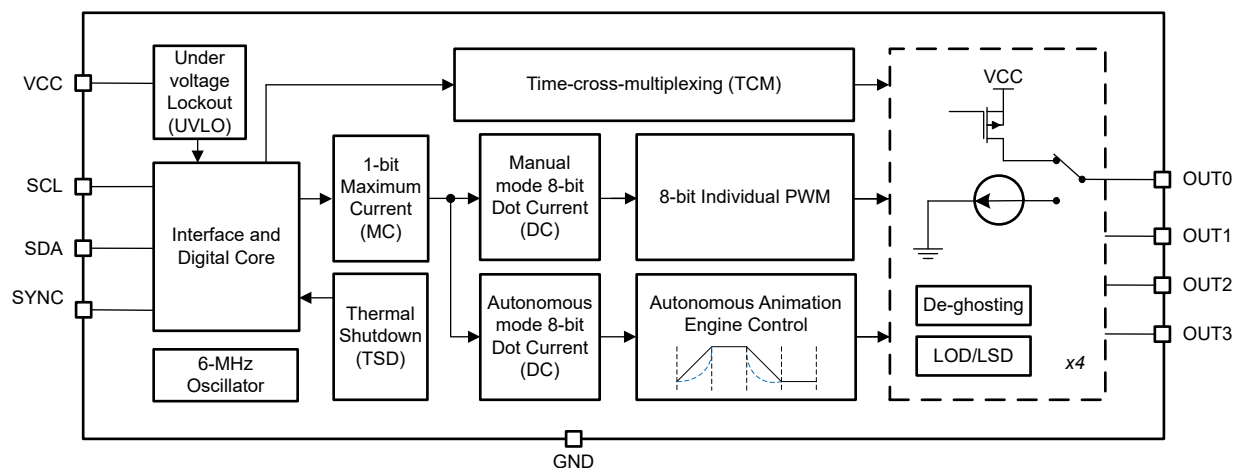 VCC
SCL
SDA
SYNC
Under
voltage
Lockout
(UVLO)
Interface and
Digital Core
6-MHz
Oscillator
Time-cross-multiplexing (TCM)
1-bit
Maximum
Current
(MC)
Thermal
Shutdown
(TSD)
Manual
mode 8-bit
Dot Current
(DC)
Autonomous
mode 8-bit
Dot Current
(DC)
8-bit Individual PWM
Autonomous Animation
Engine Control
VCC
De-ghosting
LOD/LSD
x4
OUT0
OUT1
OUT2
OUT3
GND